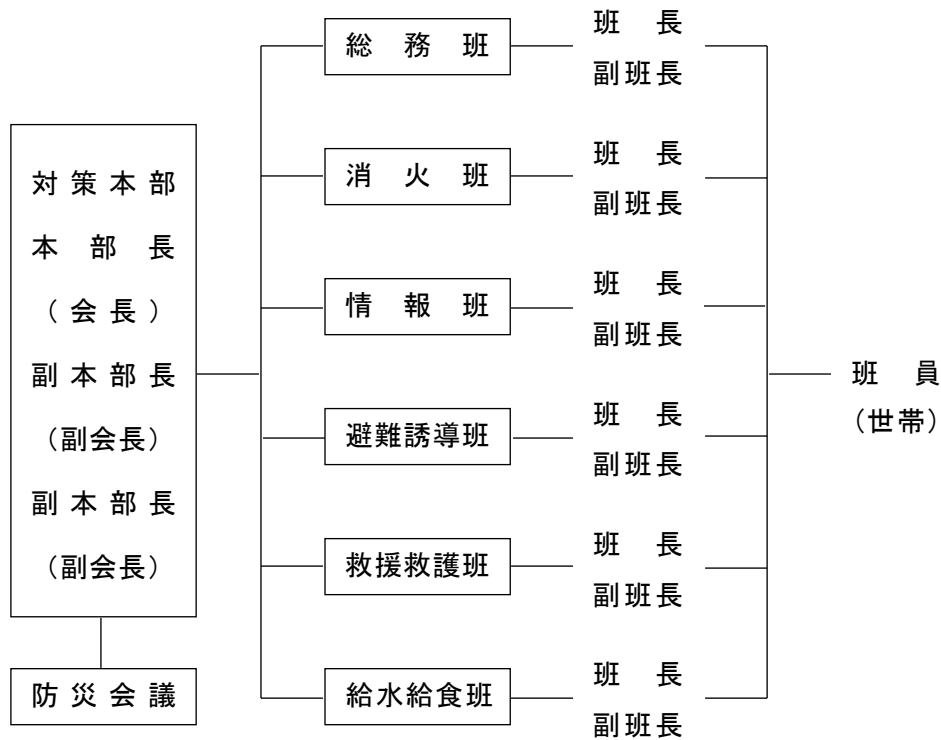 対策本部
本部長
（会長）
副本部長
（副会長）
副本部長
（副会長）
防災会議
総務班
班長
副班長
消火班
班長
副班長
情報班
班長
副班長
避難誘導班
班長
副班長
救援救護班
班長
副班長
給水給食班
班長
副班長
班員
（世帯）